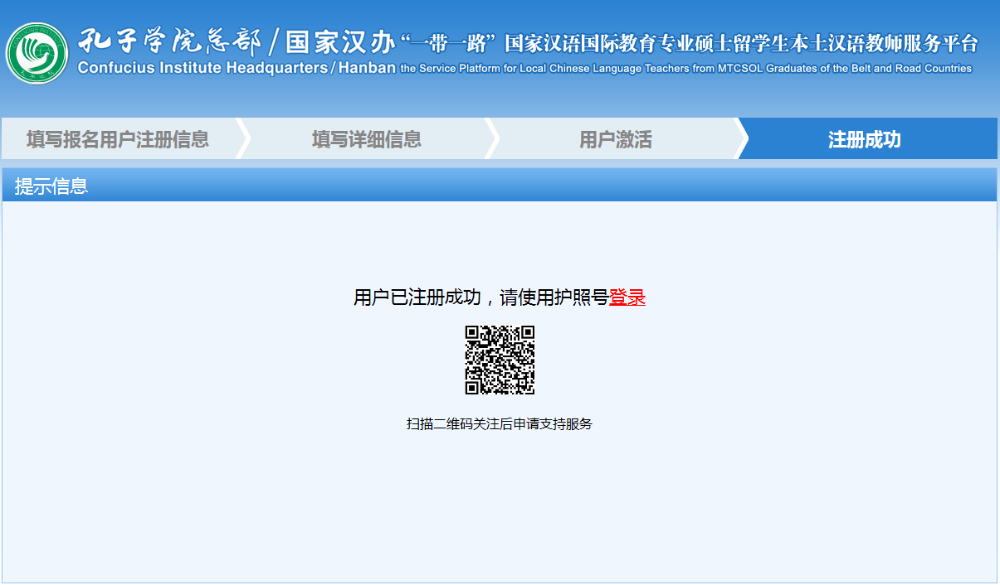 孔子学院总部/国家汉办 “一带一路”国家汉语国际教育专业硕士留学生本土汉语教师服务平台
Confucius Institute Headquarters/Hanban the Service Platform for Local Chinese Language Teachers from MTCSOL Graduates of the Belt and Road Countries
填写报名用户注册信息 填写详细信息 用户激活 注册成功
提示信息
用户已注册成功，请使用护照号登录
扫描二维码关注后申请支持服务